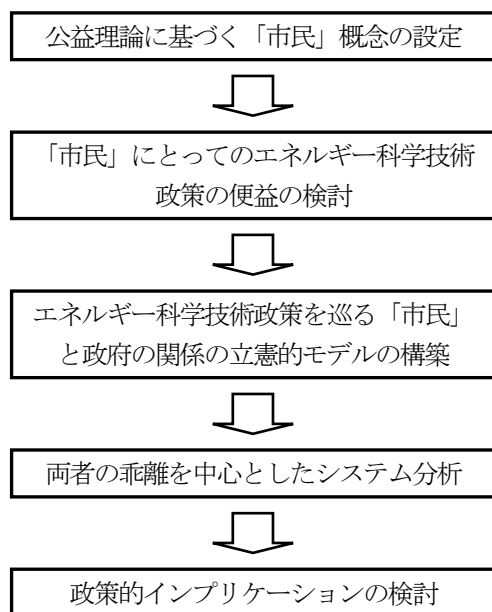 公益理論に基づく「市民」概念の設定
「市民」にとってのエネルギー科学技術
政策の便益の検討
エネルギー科学技術政策を巡る「市民」
と政府の関係の立憲的モデルの構築
両者の乖離を中心としたシステム分析
政策的インプリケーションの検討